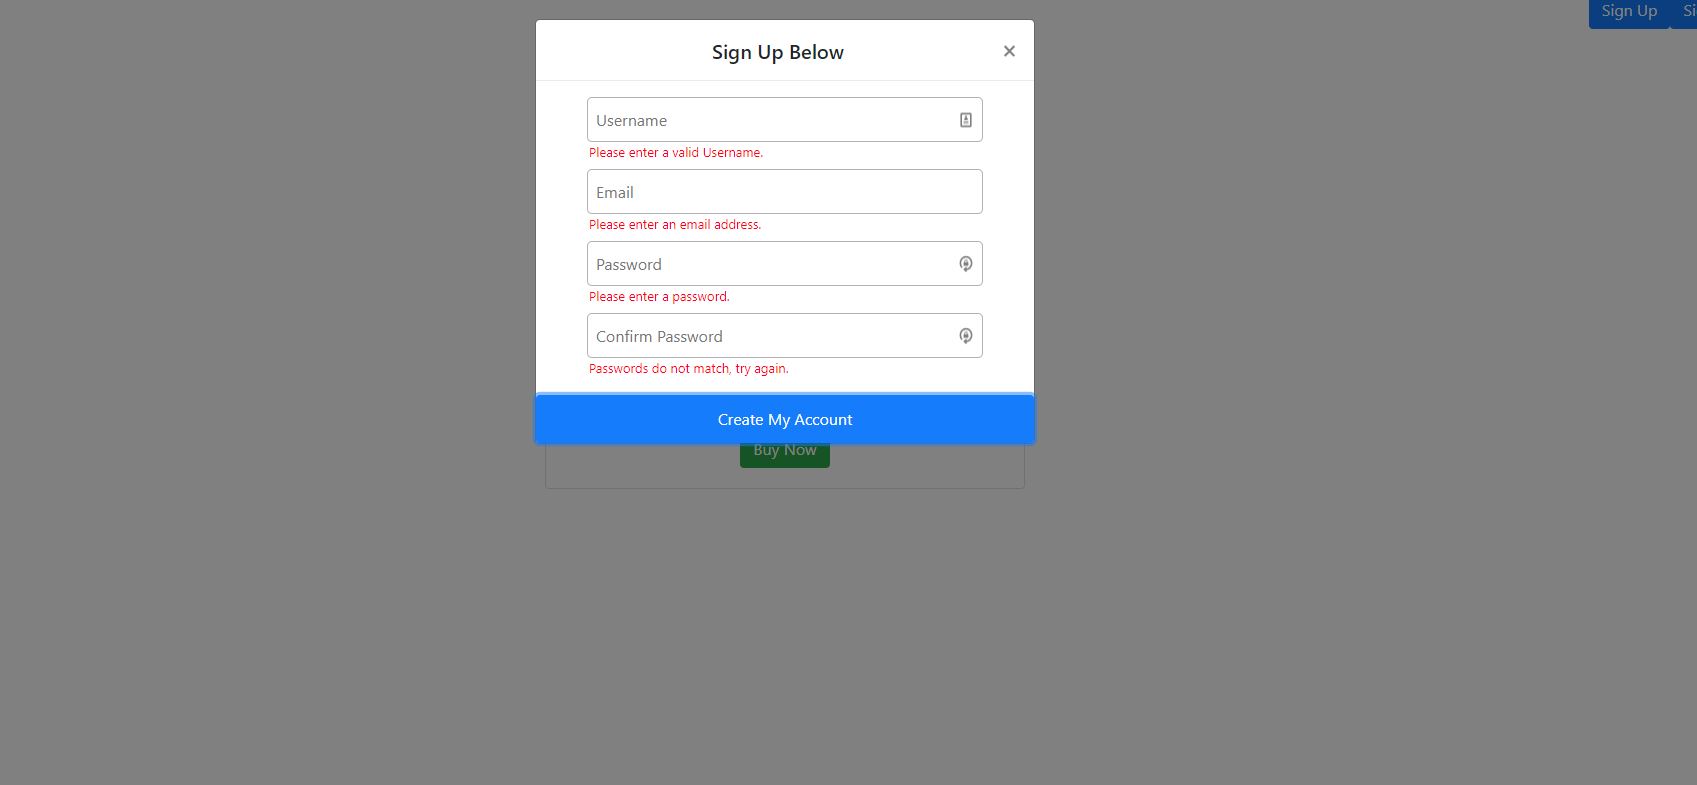 Sign Up
Sign Up Below
×
Username
Please enter a valid Username.
Email
Please enter an email address.
Password
Please enter a password.
Confirm Password
Passwords do not match, try again.
Create My Account
Buy Now